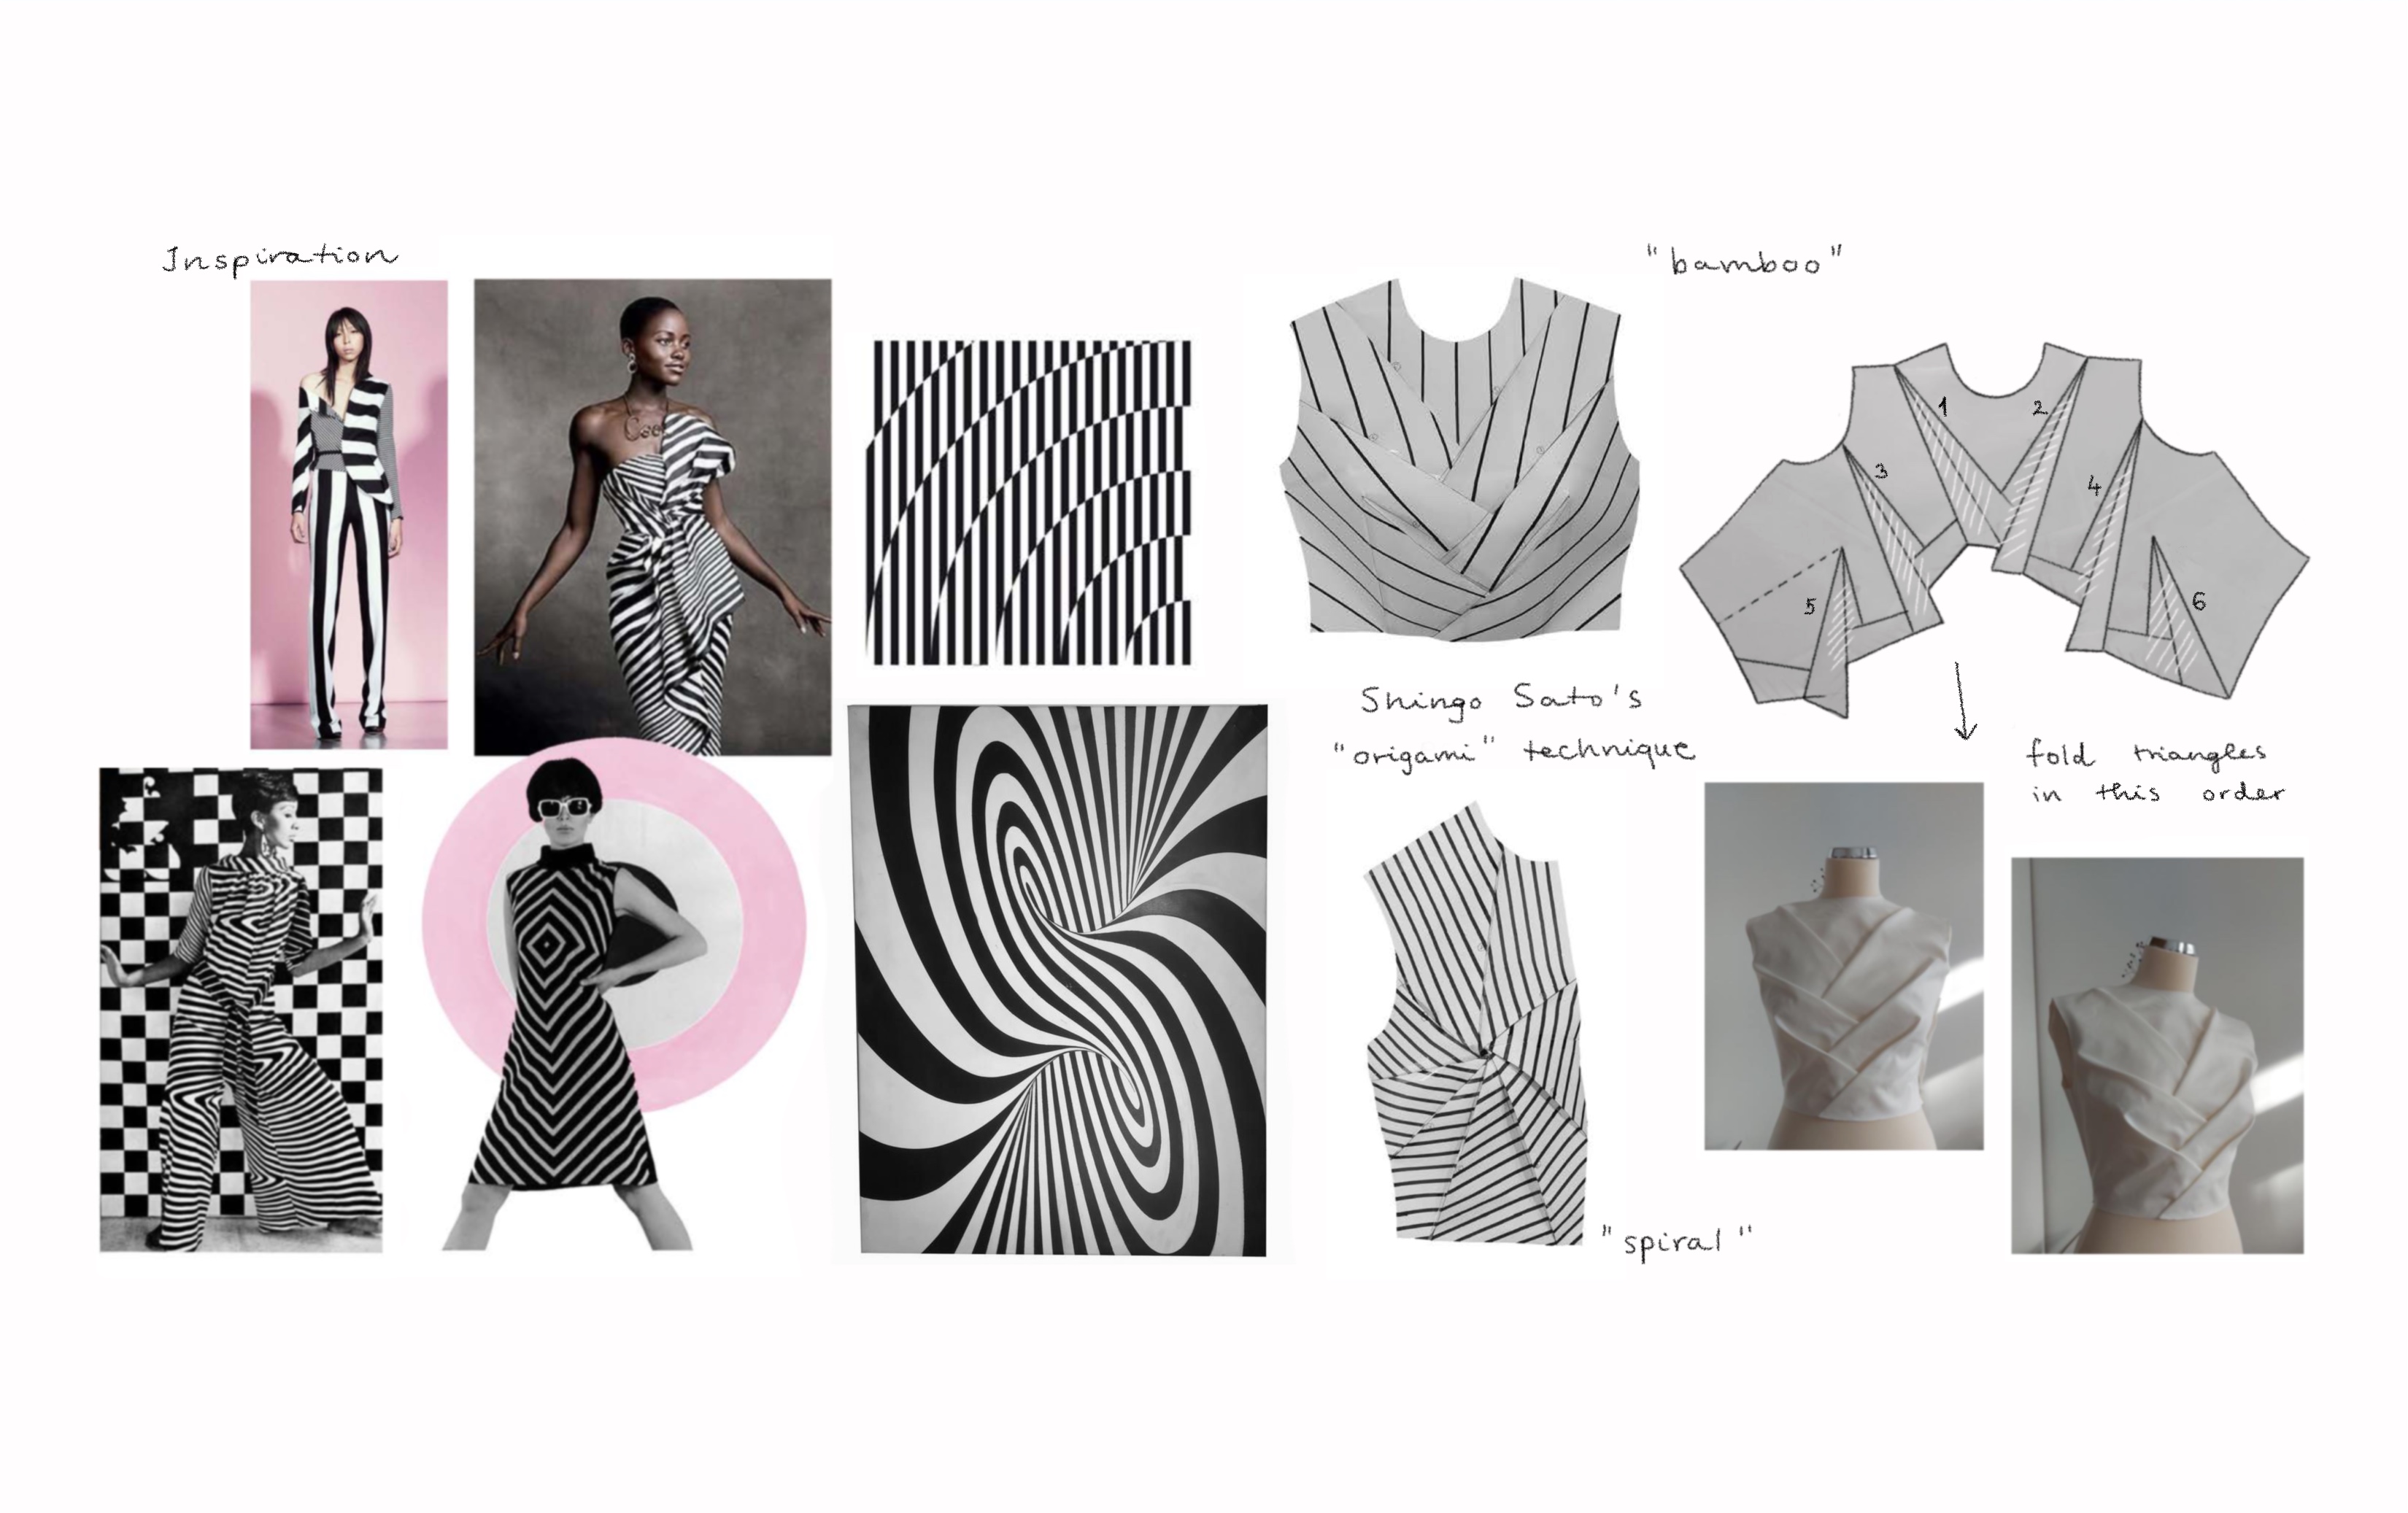 Inspiration
"bamboo"
1
2
3
4
5
6
Shingo Sato's
"origami" technique
fold triangles
in this order
"spiral"